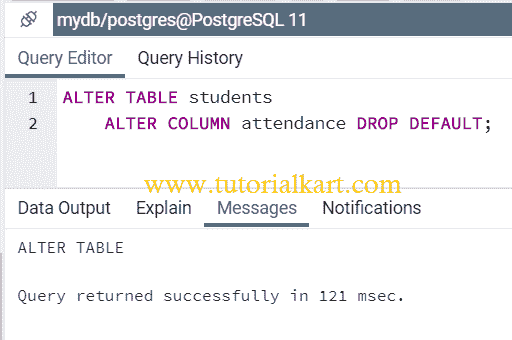 mydb/postgres@PostgreSQL 11
Query Editor Query History
1 ALTER TABLE students
2 ALTER COLUMN attendance DROP DEFAULT;
www.tutorialkart.com
Data Output Explain Messages Notifications
ALTER TABLE
Query returned successfully in 121 msec.